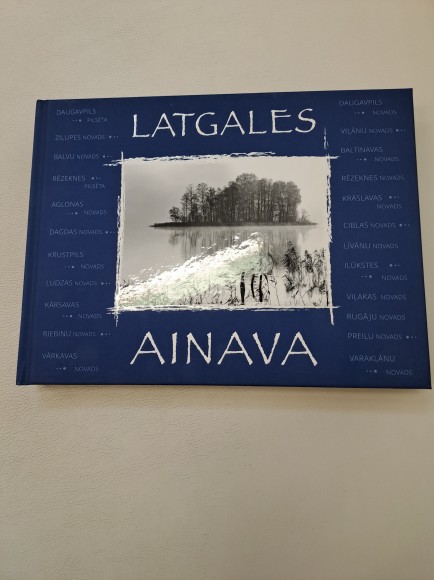 LATGALES
AINAVA
DAUGAVPILS
PILSĒTA
ZILUPES NOVADS
BALVU NOVADS
RĒZEKNES
PILSĒTA
AGLONAS
NOVADS
DAGDAS NOVADS
KRUSTPILS
NOVADS
LUDZAS NOVADS
KĀRSAVAS
NOVADS
RIEBIŅU NOVADS
VĀRKAVAS
NOVADS
DAUGAVPILS
NOVADS
VIĻĀNU NOVADS
BALTINAVAS
NOVADS
RĒZEKNES NOVADS
KRĀSLAVAS
NOVADS
CIBLAS NOVADS
LĪVĀNU NOVADS
ILŪKSTES
NOVADS
VIĻAKAS NOVADS
RUGĀJU NOVADS
PREIĻU NOVADS
VARAKĻĀNU
NOVADS